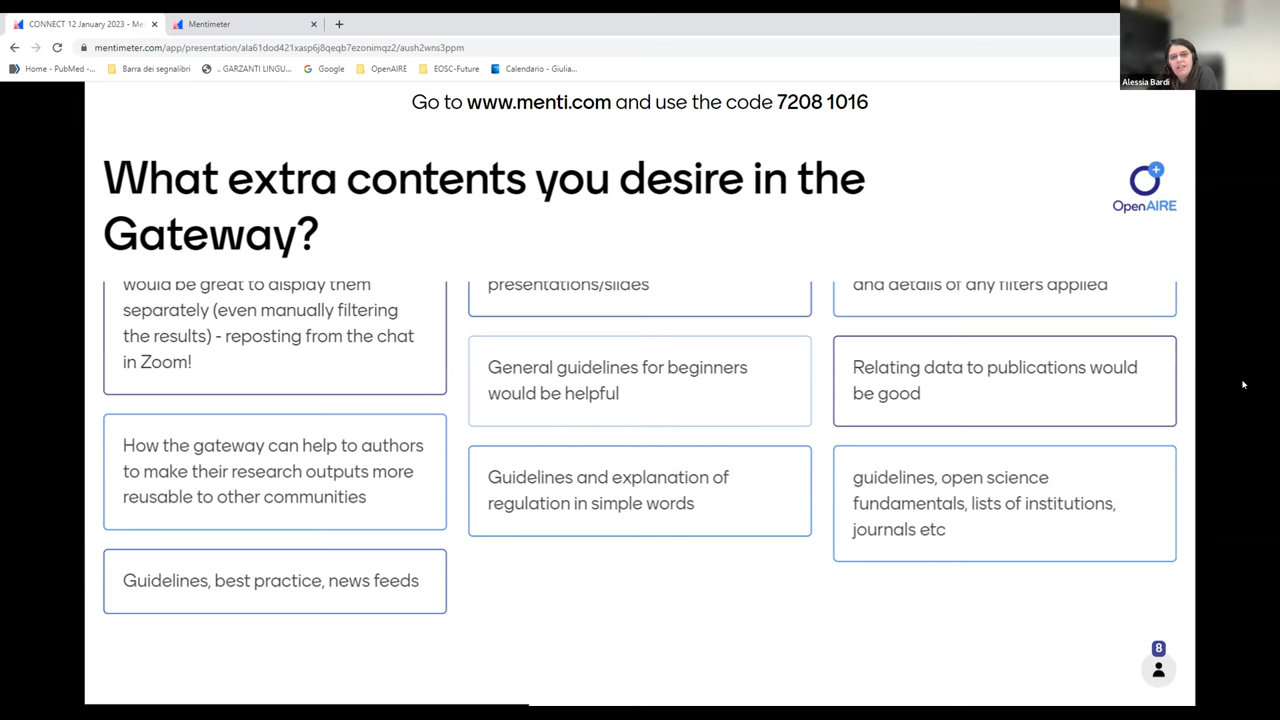 CONNECT 12 January 2023 - Me
Mentimeter
mentimeter.com/app/presentation/ala61dod421xasp6j8qeqb7ezonimqz2/aush2wns3ppm
Home - PubMed -...
Barra dei segnalibri
.. GARZANTI LINGU...
Google
OpenAIRE
EOSC-Future
Calendario - Giulia...
Alessia Bardi
Go to www.menti.com and use the code 7208 1016
What extra contents you desire in the
Gateway?
OpenAIRE
would be great to display them
separately (even manually filtering
the results) - reposting from the chat
in Zoom!
How the gateway can help to authors
to make their research outputs more
reusable to other communities
Guidelines, best practice, news feeds
presentations/slides
General guidelines for beginners
would be helpful
Guidelines and explanation of
regulation in simple words
and details of any filters applied
Relating data to publications would
be good
guidelines, open science
fundamentals, lists of institutions,
journals etc
8